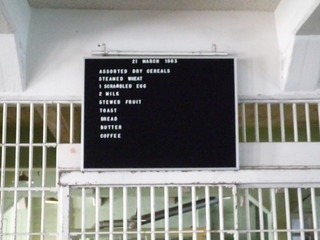 21 MARCH 1963
ASSORTED DRY CEREALS
STEAMED WHEAT
1 SCRAMBLED EGG
2 MILK
STEWED FRUIT
TOAST
BREAD
BUTTER
COFFEE